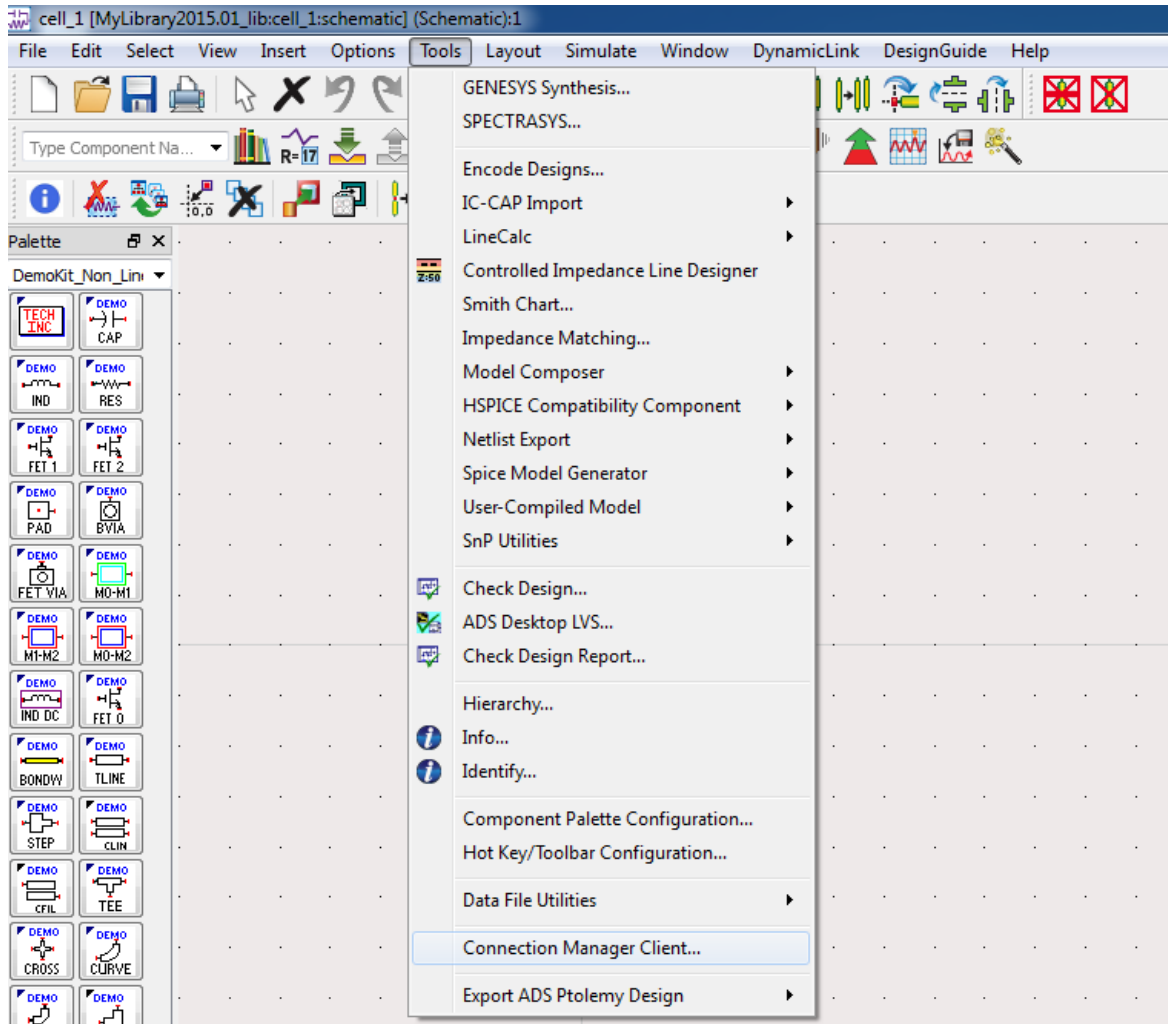 cell_1 [MyLibrary2015.01_lib:cell_1:schematic] (Schematic):1
File Edit Select View Insert Options Tools Layout Simulate Window DynamicLink DesignGuide Help
Type Component Na...
R=17
0,0
Palette
DemoKit_Non_Lin
TECH INC
DEMO CAP
DEMO IND
DEMO RES
DEMO FET 1
DEMO FET 2
DEMO PAD
DEMO BVIA
DEMO FET VIA
DEMO M0-M1
DEMO M1-M2
DEMO M0-M2
DEMO IND DC
DEMO FET 0
DEMO BONDW
DEMO TLINE
DEMO STEP
DEMO CLIN
DEMO CFIL
DEMO TEE
DEMO CROSS
DEMO CURVE
DEMO
DEMO
GENESYS Synthesis...
SPECTRASYS...
Encode Designs...
IC-CAP Import
LineCalc
Z:50
Controlled Impedance Line Designer
Smith Chart...
Impedance Matching...
Model Composer
HSPICE Compatibility Component
Netlist Export
Spice Model Generator
User-Compiled Model
SnP Utilities
Check Design...
ADS Desktop LVS...
Check Design Report...
Hierarchy...
Info...
Identify...
Component Palette Configuration...
Hot Key/Toolbar Configuration...
Data File Utilities
Connection Manager Client...
Export ADS Ptolemy Design